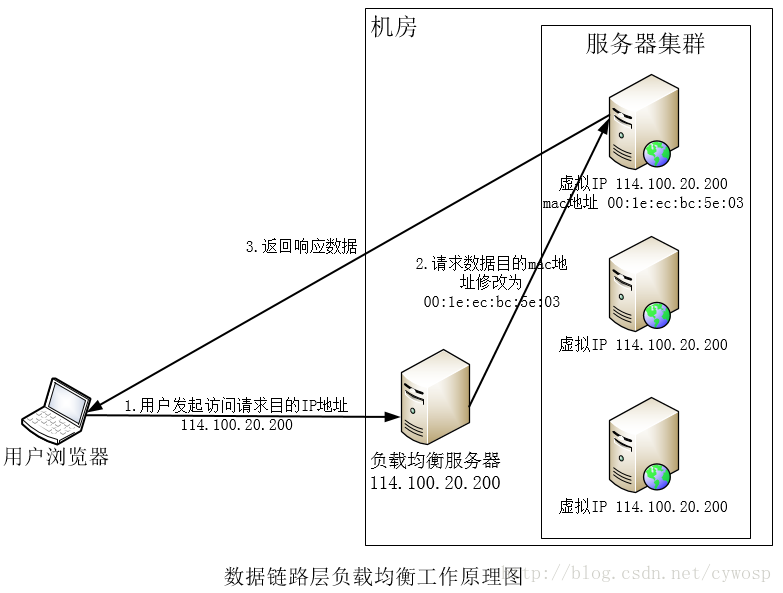 机房
服务器集群
虚拟IP 114.100.20.200
mac地址 00:1e:ec:bc:5e:03
3.返回响应数据
2.请求数据目的mac地
址修改为
00:1e:ec:bc:5e:03
虚拟IP 114.100.20.200
1.用户发起访问请求目的IP地址
114.100.20.200
用户浏览器
负载均衡服务器
114.100.20.200
虚拟IP 114.100.20.200
数据链路层负载均衡工作原理图
http://blog.csdn.net/cywosp